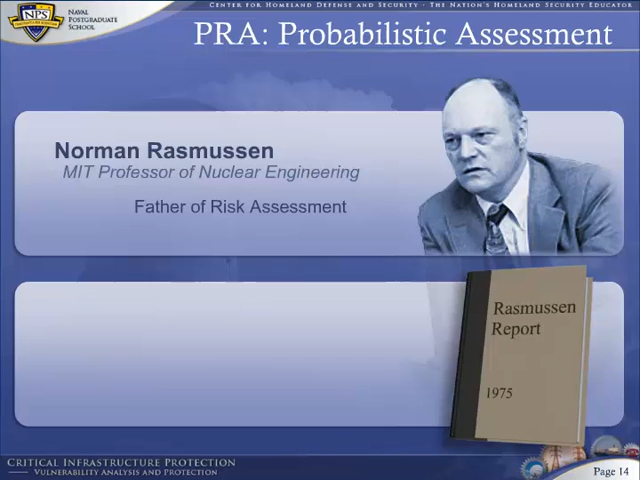 CENTER FOR HOMELAND DEFENSE AND SECURITY · THE NATION'S HOMELAND SECURITY EDUCATOR
NPS
NAVAL
POSTGRADUATE
SCHOOL
PRA: Probabilistic Assessment
Norman Rasmussen
MIT Professor of Nuclear Engineering
Father of Risk Assessment
Rasmussen
Report
1975
CRITICAL INFRASTRUCTURE PROTECTION
VULNERABILITY ANALYSIS AND PROTECTION
Page 14